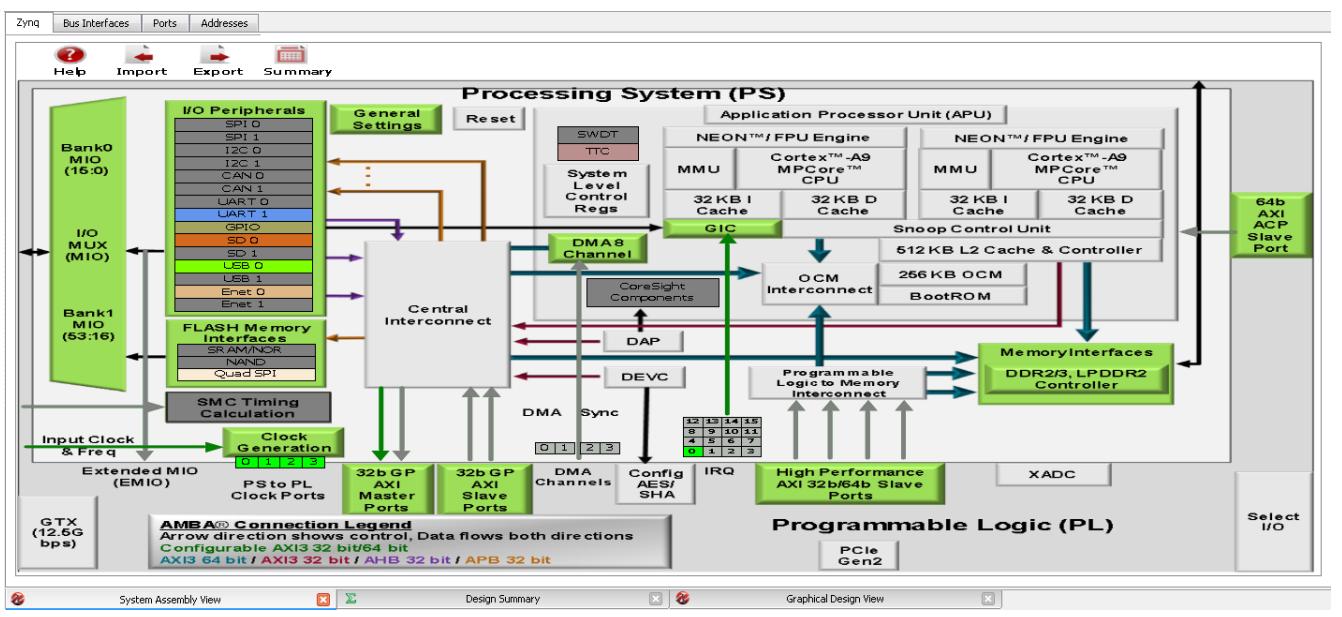 Zynq
Bus Interfaces
Ports
Addresses
Help
Import
Export
Summary
Processing System (PS)
Bank0
MIO
(15:0)
I/O
MUX
(MIO)
Bank1
MIO
(53:16)
I/O Peripherals
SPI 0
SPI 1
I2C 0
I2C 1
CAN 0
CAN 1
UART 0
UART 1
GPIO
SD 0
SD 1
USB 0
USB 1
Enet 0
Enet 1
FLASH Memory
Interfaces
SRAM/NOR
NAND
Quad SPI
SMC Timing
Calculation
General
Settings
Reset
Application Processor Unit (APU)
SWDT
TTC
System
Level
Control
Regs
NEON™/ FPU Engine
MMU
Cortex™-A9
MPCore™
CPU
32 KB I
Cache
32 KB D
Cache
NEON™/ FPU Engine
MMU
Cortex™-A9
MPCore™
CPU
32 KB I
Cache
32 KB D
Cache
GIC
Snoop Control Unit
DMA8
Channel
512 KB L2 Cache & Controller
OCM
Interconnect
256 KB OCM
BootROM
CoreSight
Components
Central
Interconnect
DAP
DEVC
Programmable
Logic to Memory
Interconnect
Memory Interfaces
DDR2/3, LPDDR2
Controller
64b
AXI
ACP
Slave
Port
DMA
Sync
12 13 14 15
8 9 10 11
4 5 6 7
0 1 2 3
0 1 2 3
Input Clock
& Freq
Clock
Generation
0 1 2 3
Extended MIO
(EMIO)
PS to PL
Clock Ports
32b GP
AXI
Master
Ports
32b GP
AXI
Slave
Ports
DMA
Channels
Config
AES/
SHA
IRQ
High Performance
AXI 32b/64b Slave
Ports
XADC
GTX
(12.5G
bps)
AMBA® Connection Legend
Arrow direction shows control, Data flows both directions
Configurable AXI3 32 bit/64 bit
AXI3 64 bit / AXI3 32 bit / AHB 32 bit / APB 32 bit
Programmable Logic (PL)
PCIe
Gen2
Select
I/O
System Assembly View
Design Summary
Graphical Design View